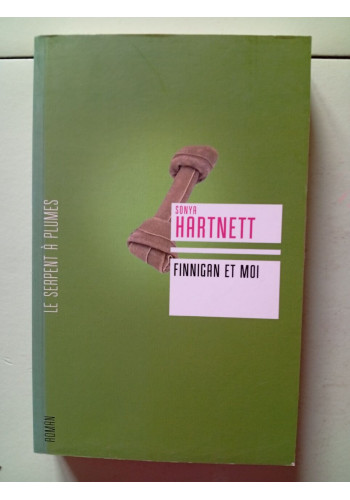 LE SERPENT À PLUMES
ROMAN
SONYA
HARTNETT
FINNIGAN ET MOI